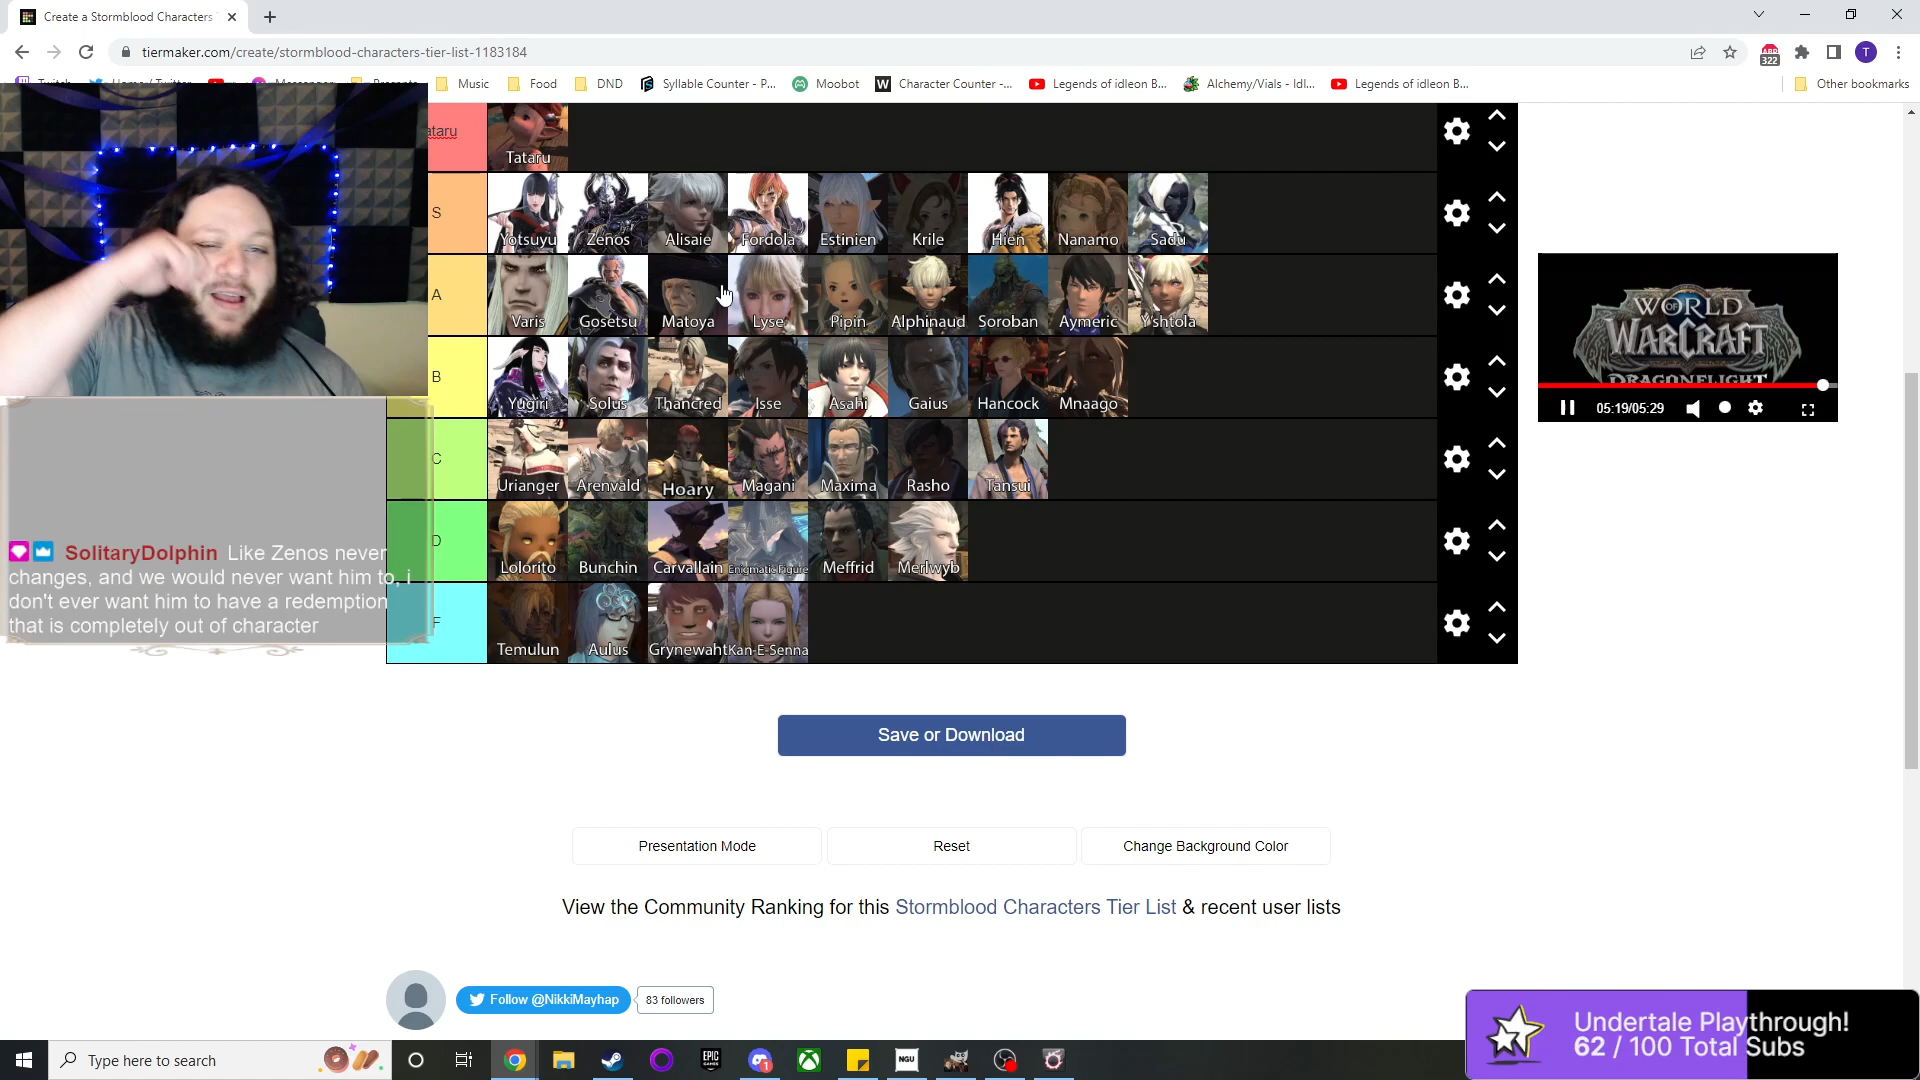 Create a Stormblood Characters
tiermaker.com/create/stormblood-characters-tier-list-1183184
322
T
Music
Food
DND
Syllable Counter - P...
Moobot
W
Character Counter -...
Legends of idleon B...
Alchemy/Vials - Idl...
Legends of idleon B...
Other bookmarks
ataru
Tataru
S
Yotsuyu
Zenos
Alisaie
Fordola
Estinien
Krile
Hien
Nanamo
Sadu
A
Varis
Gosetsu
Matoya
Lyse
Pipin
Alphinaud
Soroban
Aymeric
Y'shtola
B
Yugiri
Solus
Thancred
Isse
Asahi
Gaius
Hancock
Mnaago
C
Urianger
Arenvald
Hoary
Magani
Maxima
Rasho
Tansui
D
Lolorito
Bunchin
Carvallain
Enigmatic Figure
Meffrid
Merlwyb
F
Temulun
Aulus
Grynewaht
Kan-E-Senna
SolitaryDolphin Like Zenos never
changes, and we would never want him to, i
don't ever want him to have a redemption
that is completely out of character
WORLD
OF
WARCRAFT
DRAGONFLIGHT
05:19/05:29
Save or Download
Presentation Mode
Reset
Change Background Color
View the Community Ranking for this Stormblood Characters Tier List & recent user lists
Follow @NikkiMayhap
83 followers
Undertale Playthrough!
62 / 100 Total Subs
Type here to search
EPIC
GAMES
1
NGU